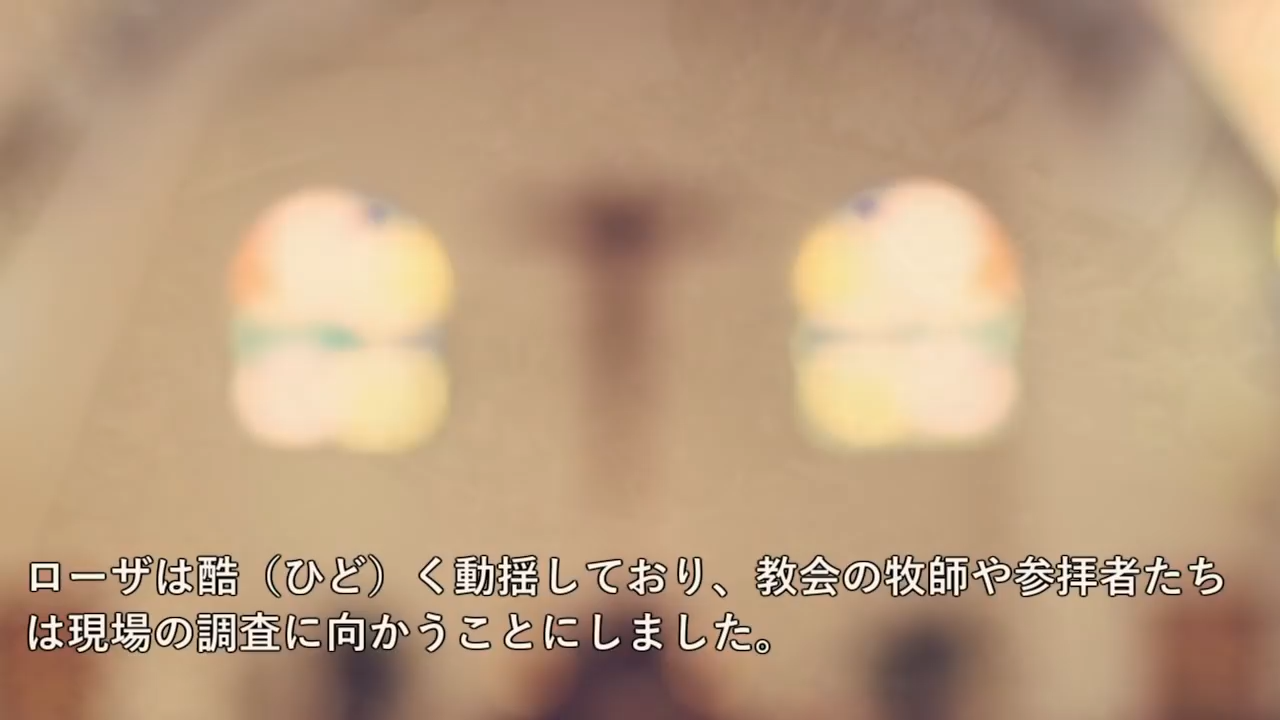 ローザは酷（ひど）く動揺しており、教会の牧師や参拝者たち
は現場の調査に向かうことにしました。